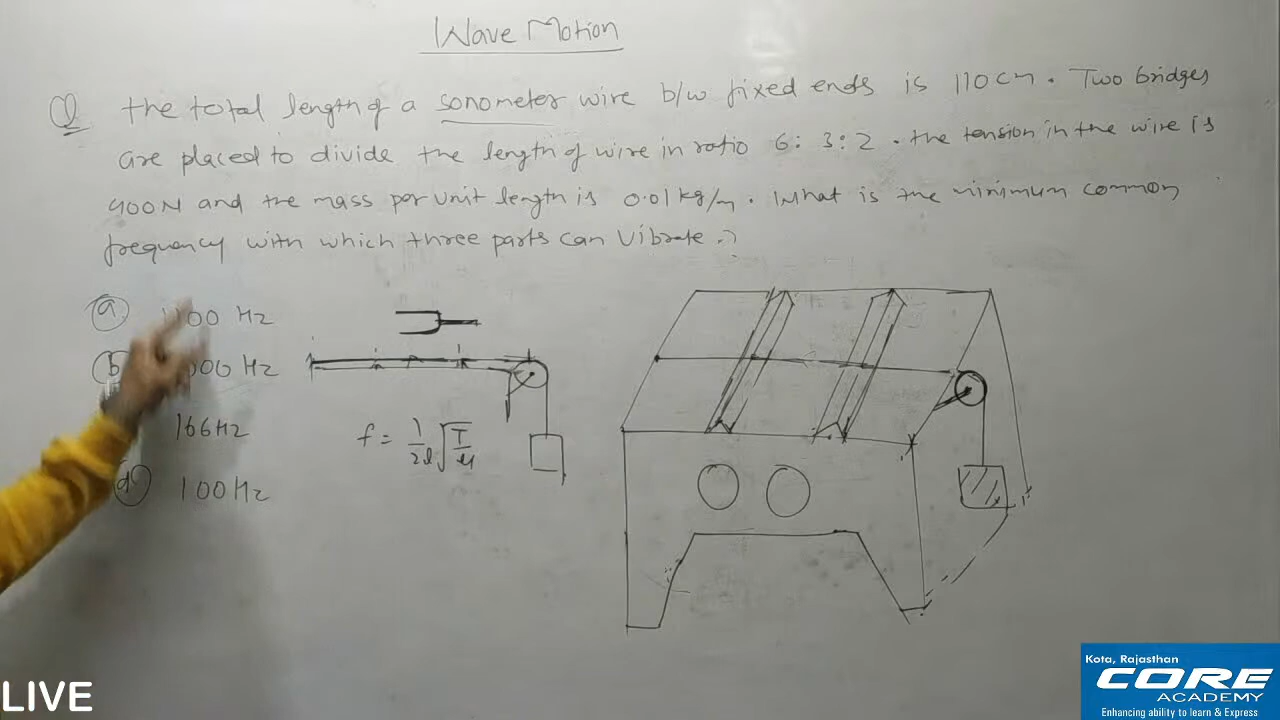 Wave Motion
Q the total length of a sonometer wire b/w fixed ends is 110 cm. Two bridges
are placed to divide the length of wire in ratio 6:3:2. the tension in the wire is
400N and the mass per unit length is 0.01 kg/m. What is the minimum common
frequency with which three parts can vibrate.?
(a) 1100 Hz
(b) 000 Hz
166 Hz
(d) 100 Hz
f = 1/2l √T/μ
LIVE
Kota, Rajasthan
CORE
ACADEMY
Enhancing ability to learn & Express